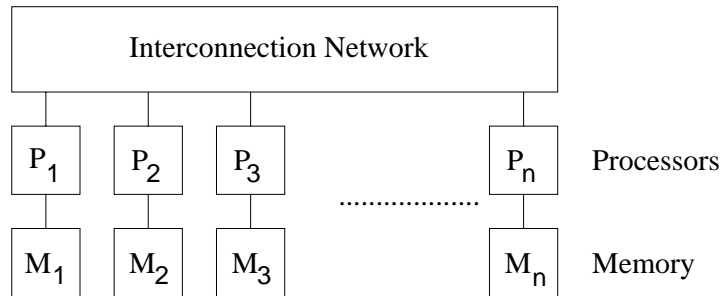 Interconnection Network
P1 P2 P3 Pn Processors
...................
M1 M2 M3 Mn Memory